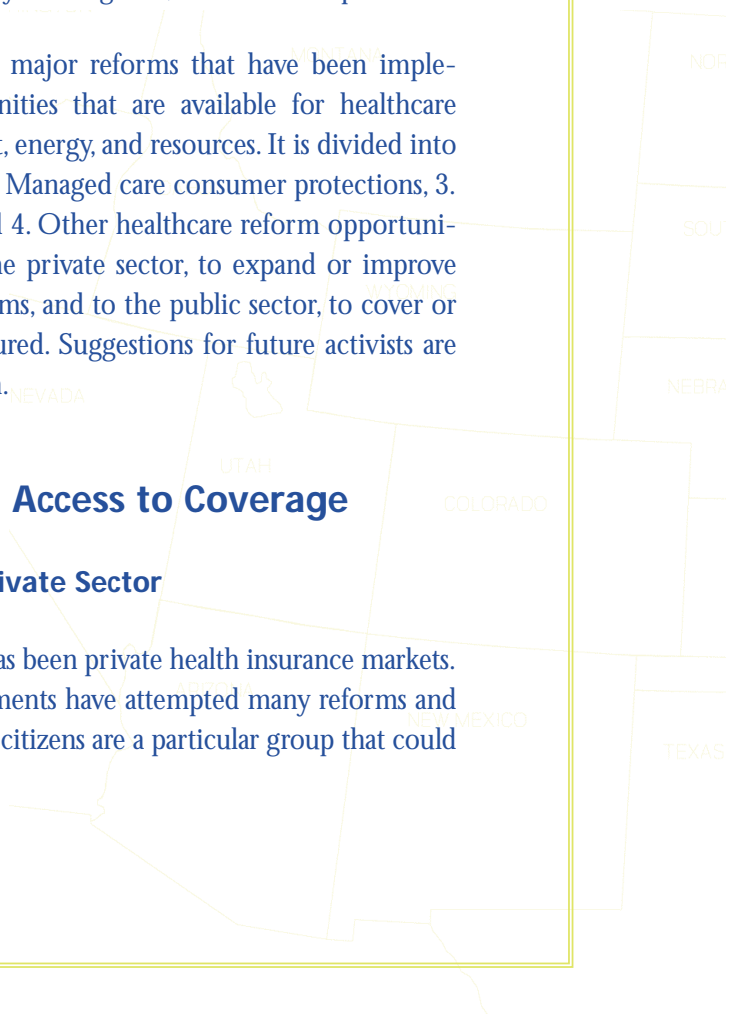 major reforms that have been imple-
nities that are available for healthcare
, energy, and resources. It is divided into
Managed care consumer protections, 3.
4. Other healthcare reform opportuni-
private sector, to expand or improve
ms, and to the public sector, to cover or
ured. Suggestions for future activists are
Access to Coverage
ivate Sector
as been private health insurance markets.
ments have attempted many reforms and
citizens are a particular group that could
MONTANA
NOR
SOU
WYOMING
NEBRA
NEVADA
UTAH
COLORADO
ARIZONA
NEW MEXICO
TEXAS